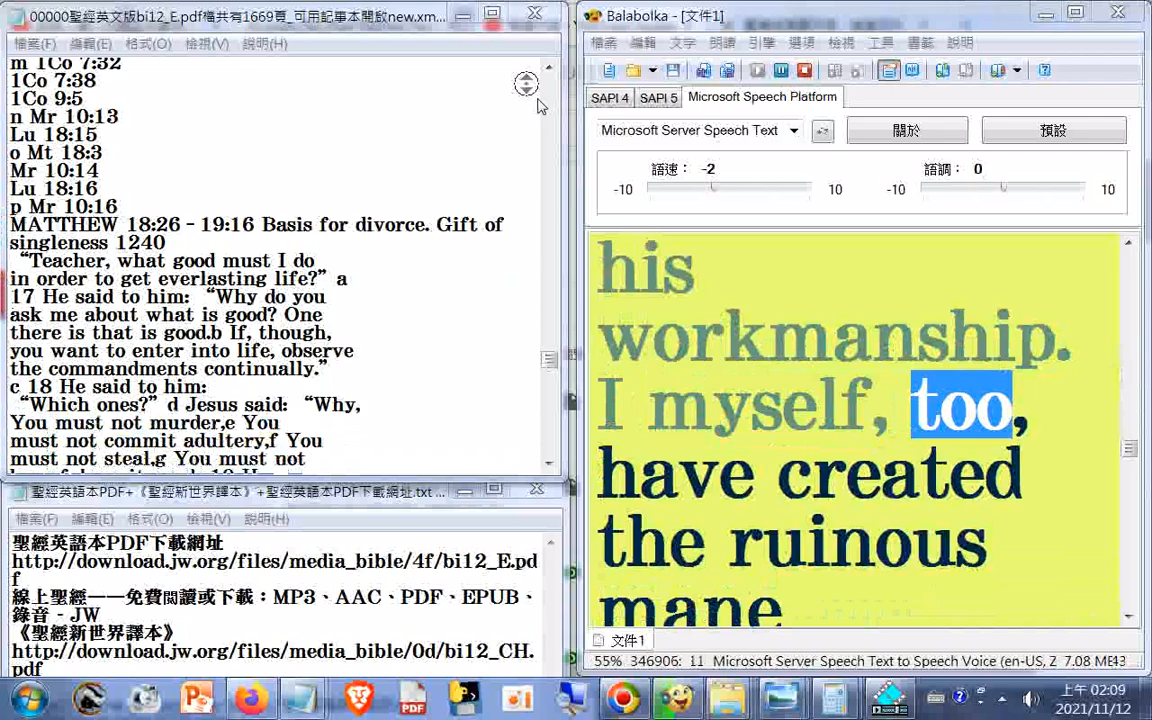 00000聖經英文版bi12_E.pdf檔共有1669頁_可用記事本開啟new.xm...
檔案(F) 編輯(E) 格式(O) 檢視(V) 說明(H)
m 1Co 7:32
1Co 7:38
1Co 9:5
n Mr 10:13
Lu 18:15
o Mt 18:3
Mr 10:14
Lu 18:16
p Mr 10:16
MATTHEW 18:26-19:16 Basis for divorce. Gift of
singleness 1240
“Teacher, what good must I do
in order to get everlasting life?” a
17 He said to him: “Why do you
ask me about what is good? One
there is that is good.b If, though,
you want to enter into life, observe
the commandments continually.”
c 18 He said to him:
“Which ones?” d Jesus said: “Why,
You must not murder,e You
must not commit adultery,f You
must not steal,g You must not
聖經英語本PDF+《聖經新世界譯本》+聖經英語本PDF下載網址.txt ...
檔案(F) 編輯(E) 格式(O) 檢視(V) 說明(H)
聖經英語本PDF下載網址
http://download.jw.org/files/media_bible/4f/bi12_E.pd
f
線上聖經——免費閱讀或下載：MP3、AAC、PDF、EPUB、
錄音 - JW
《聖經新世界譯本》
http://download.jw.org/files/media_bible/0d/bi12_CH.
pdf
Balabolka - [文件1]
檔案 編輯 文字 朗讀 引擎 選項 檢視 工具 書籤 說明
SAPI 4 SAPI 5 Microsoft Speech Platform
Microsoft Server Speech Text 關於 預設
語速： -2 語調： 0
-10 10 -10 10
his
workmanship.
I myself, too,
have created
the ruinous
mane
文件1
55% 346906: 11 Microsoft Server Speech Text to Speech Voice (en-US, Z 7.08 ME43
上午 02:09
2021/11/12